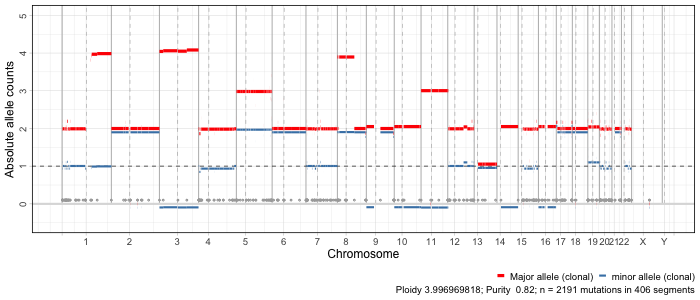 5
4
3
2
1
0
Absolute allele counts
1 2 3 4 5 6 7 8 9 10 11 12 13 14 15 16 17 18 19 20 21 22 X Y
Chromosome
Major allele (clonal) minor allele (clonal)
Ploidy 3.996969818; Purity 0.82; n = 2191 mutations in 406 segments